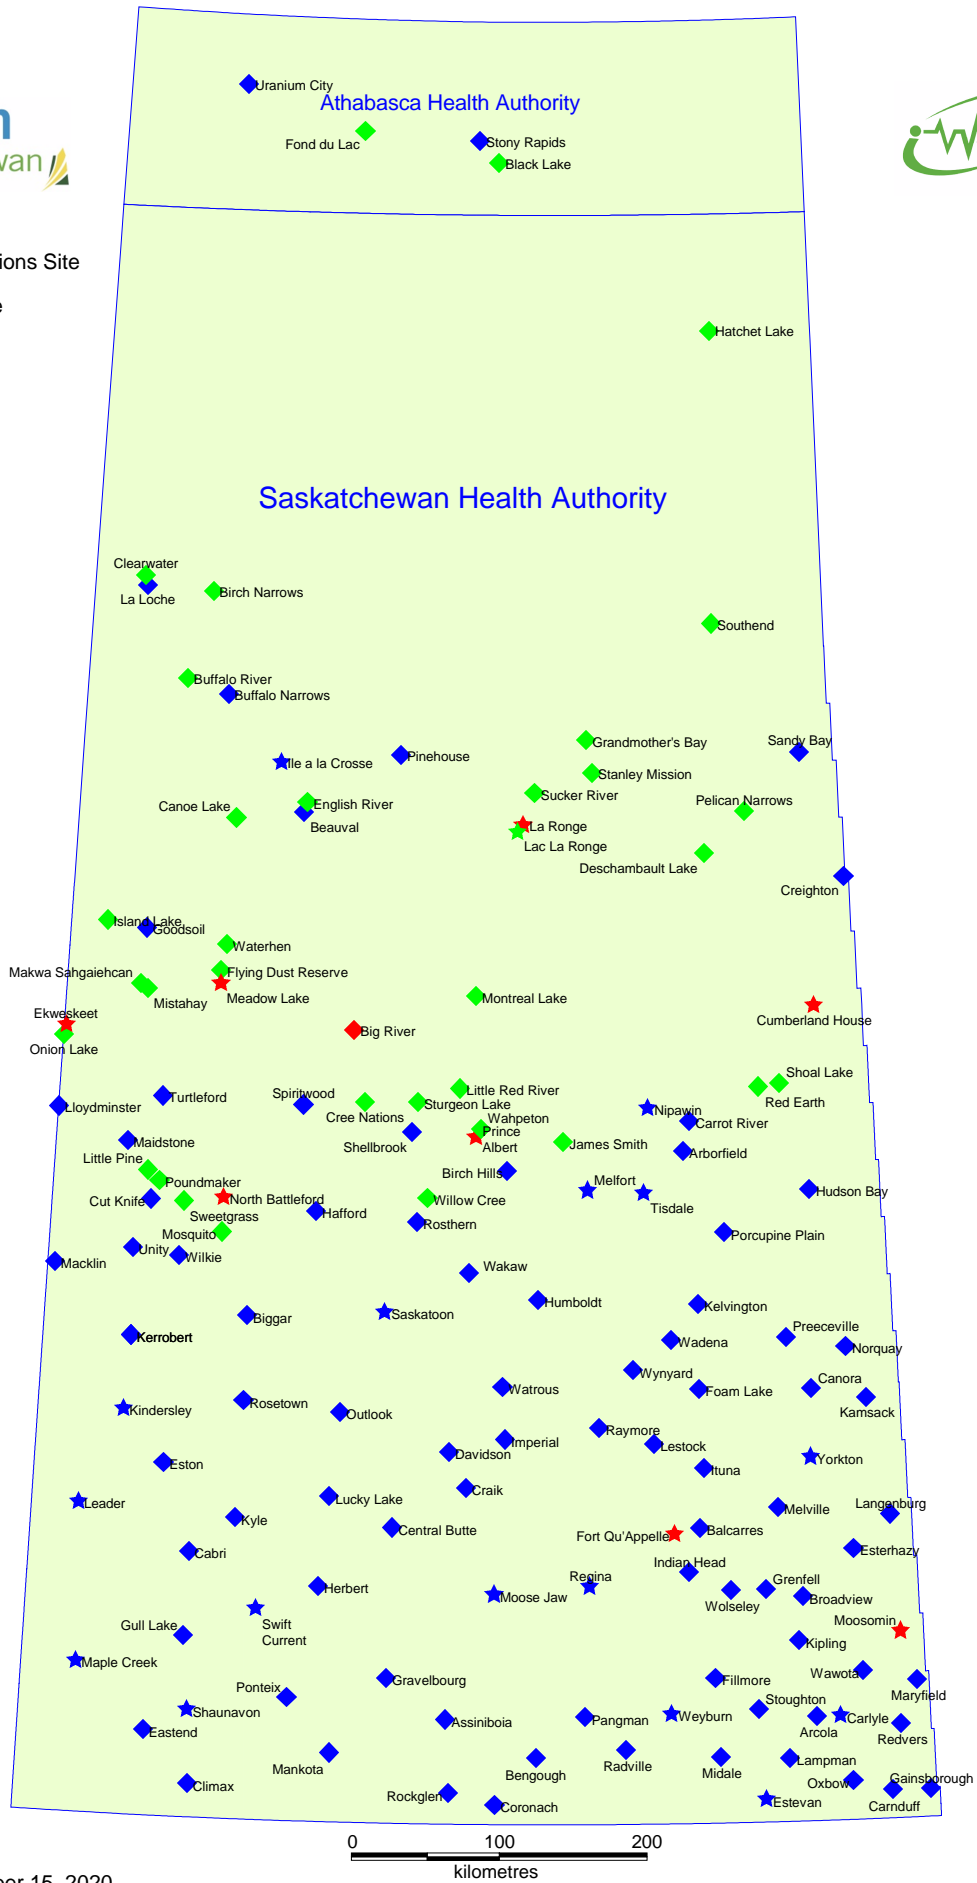 Uranium City
Athabasca Health Authority
Fond du Lac
Stony Rapids
Black Lake
ions Site
Hatchet Lake
Saskatchewan Health Authority
Clearwater
La Loche
Birch Narrows
Southend
Buffalo River
Buffalo Narrows
Grandmother's Bay
Sandy Bay
Ile a la Crosse
Pinehouse
Stanley Mission
Sucker River
Pelican Narrows
Canoe Lake
English River
Beauval
La Ronge
Lac La Ronge
Deschambault Lake
Creighton
Island Lake
Goodsoil
Waterhen
Makwa Sahgaiehcan
Flying Dust Reserve
Mistahay
Meadow Lake
Montreal Lake
Ekweskeet
Onion Lake
Big River
Cumberland House
Shoal Lake
Red Earth
Lloydminster
Turtleford
Spiritwood
Cree Nations
Little Red River
Sturgeon Lake
Wahpeton
Prince
Albert
Nipawin
Carrot River
Maidstone
Shellbrook
James Smith
Arborfield
Little Pine
Poundmaker
Birch Hills
Melfort
Tisdale
Hudson Bay
Cut Knife
North Battleford
Sweetgrass
Hafford
Willow Cree
Rosthern
Mosquito
Porcupine Plain
Unity
Wilkie
Macklin
Wakaw
Humboldt
Kelvington
Biggar
Saskatoon
Kerrobert
Wadena
Preeceville
Norquay
Wynyard
Watrous
Foam Lake
Canora
Kamsack
Kindersley
Rosetown
Outlook
Raymore
Imperial
Davidson
Lestock
Eston
Ituna
Yorkton
Leader
Lucky Lake
Craik
Melville
Langenburg
Kyle
Central Butte
Fort Qu'Appelle
Balcarres
Esterhazy
Cabri
Indian Head
Herbert
Moose Jaw
Regina
Wolseley
Grenfell
Broadview
Swift
Current
Gull Lake
Moosomin
Kipling
Maple Creek
Wawota
Gravelbourg
Fillmore
Maryfield
Ponteix
Shaunavon
Stoughton
Assiniboia
Pangman
Weyburn
Arcola
Carlyle
Redvers
Eastend
Mankota
Bengough
Radville
Midale
Lampman
Climax
Oxbow
Gainsborough
Rockglen
Coronach
Estevan
Carnduff
0 100 200
kilometres
15, 2020